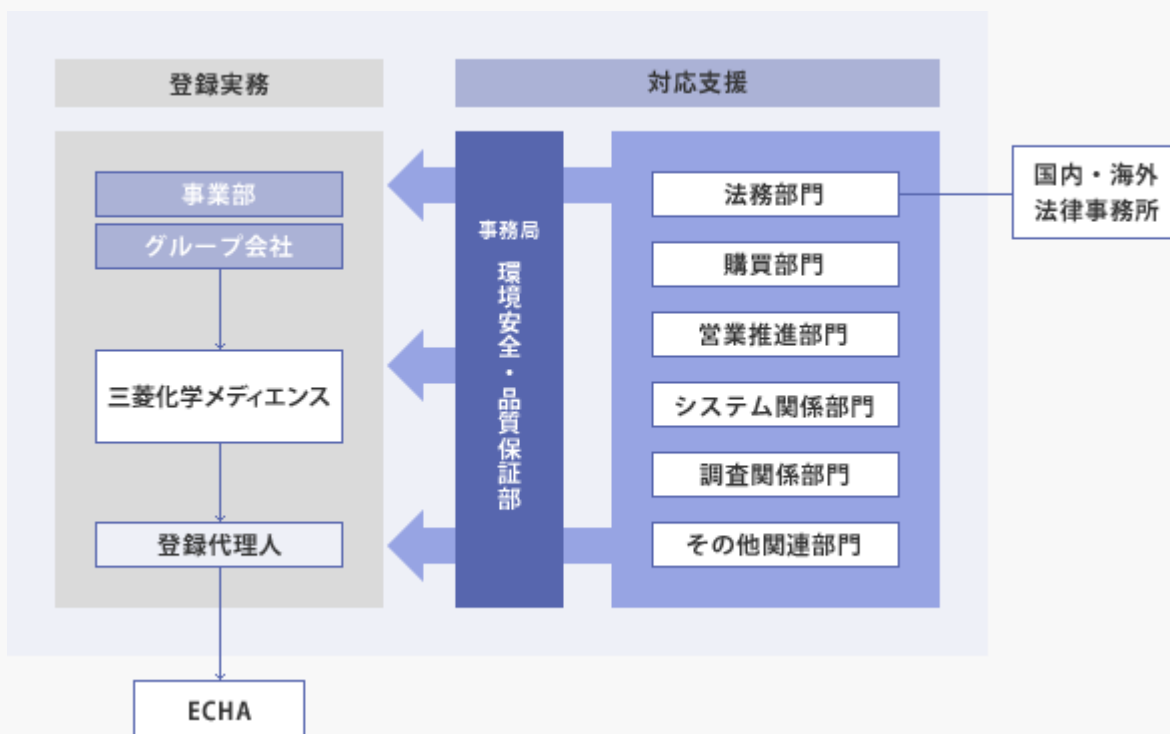 登録実務
対応支援
事業部
グループ会社
三菱化学メディエンス
登録代理人
ECHA
事務局
環境安全・品質保証部
法務部門
購買部門
営業推進部門
システム関係部門
調査関係部門
その他関連部門
国内・海外
法律事務所